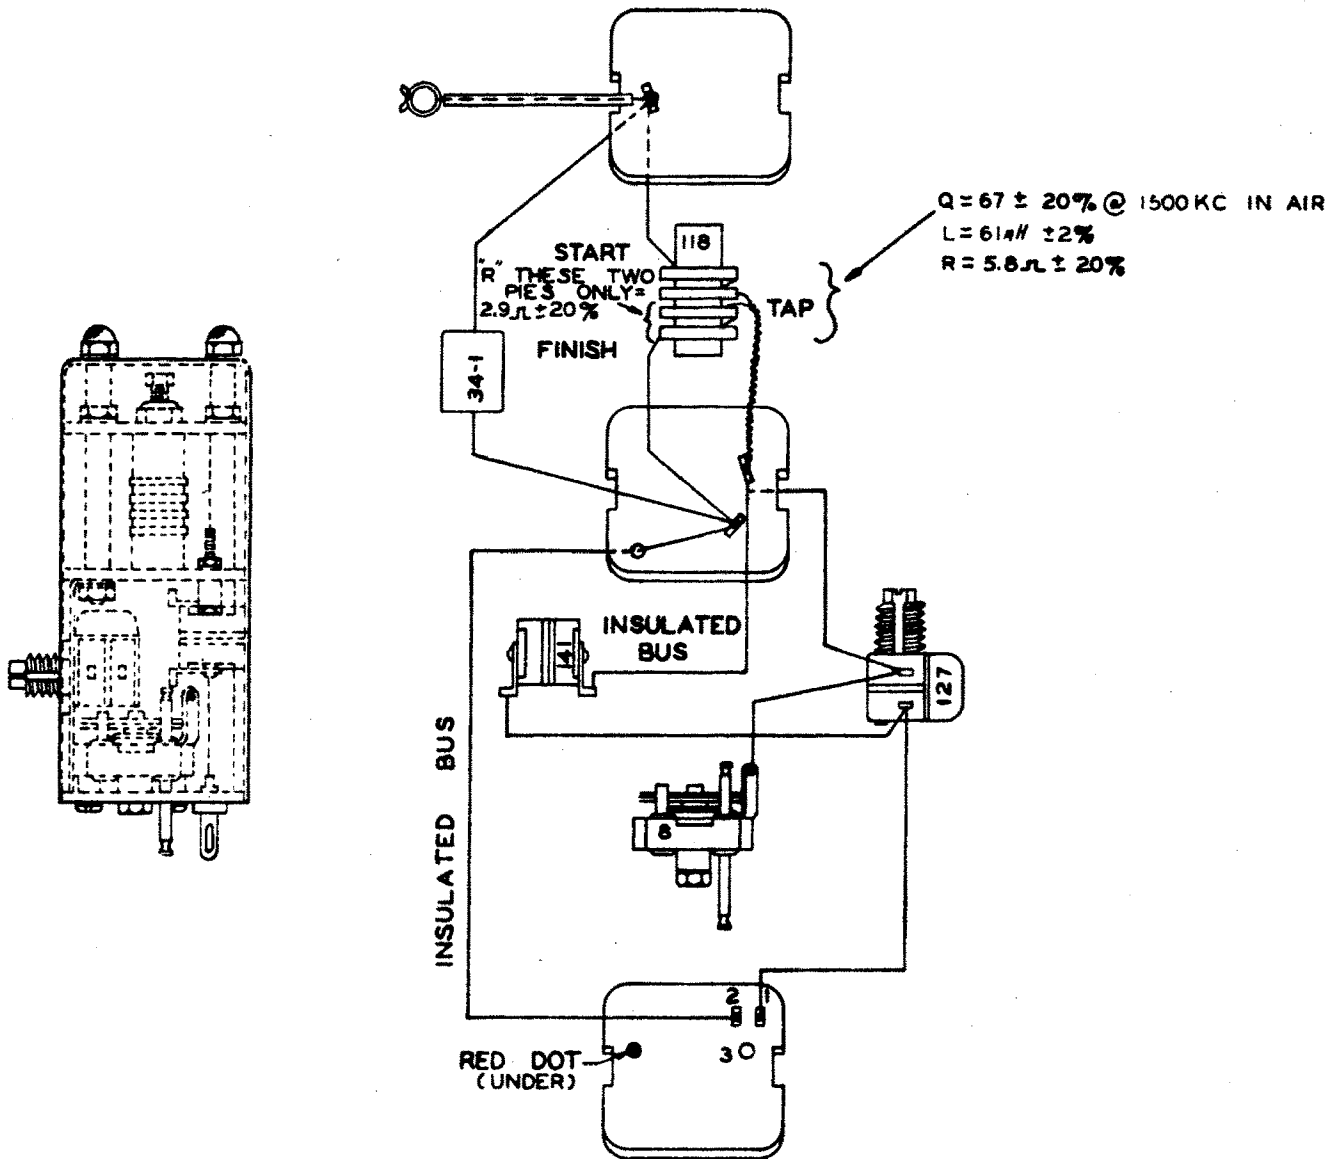 Q = 67 ± 20% @ 1500 KC IN AIR
L = 61µH ±2%
R = 5.8Ω ± 20%
118
START
"R" THESE TWO
PIES ONLY=
2.9Ω ±20%
TAP
FINISH
34-1
INSULATED
BUS
141
127
INSULATED BUS
8
2
1
3
RED DOT
(UNDER)